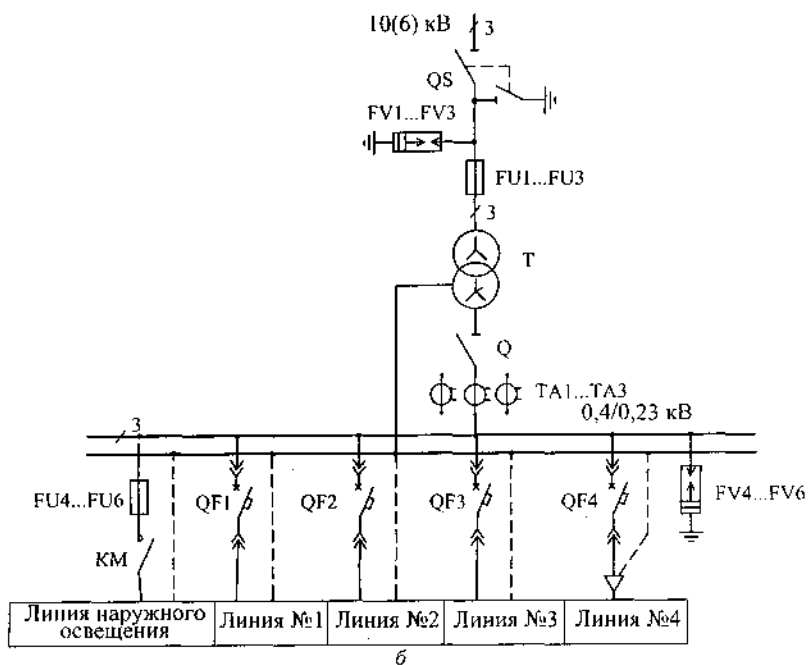 10(6) кВ
3
QS
FV1...FV3
FU1...FU3
3
T
Q
TA1...TA3
0,4/0,23 кВ
3
FU4...FU6
QF1
QF2
QF3
QF4
FV4...FV6
KM
Линия наружного
освещения
Линия №1
Линия №2
Линия №3
Линия №4
б